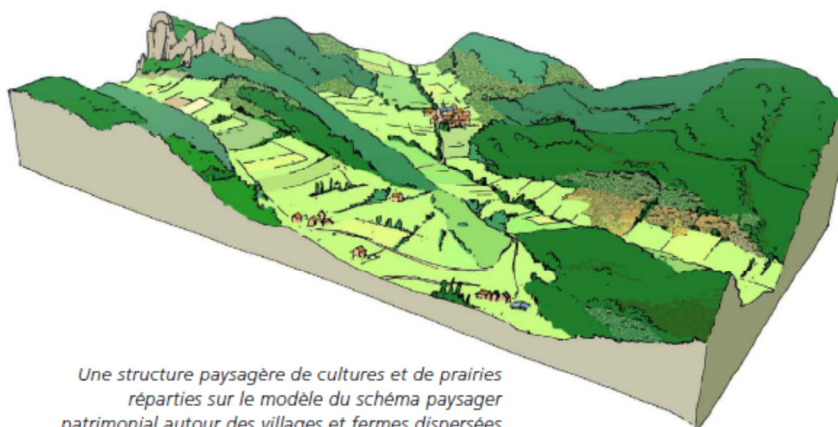 Une structure paysagère de cultures et de prairies
réparties sur le modèle du schéma paysager
patrimonial autour des villages et fermes dispersées